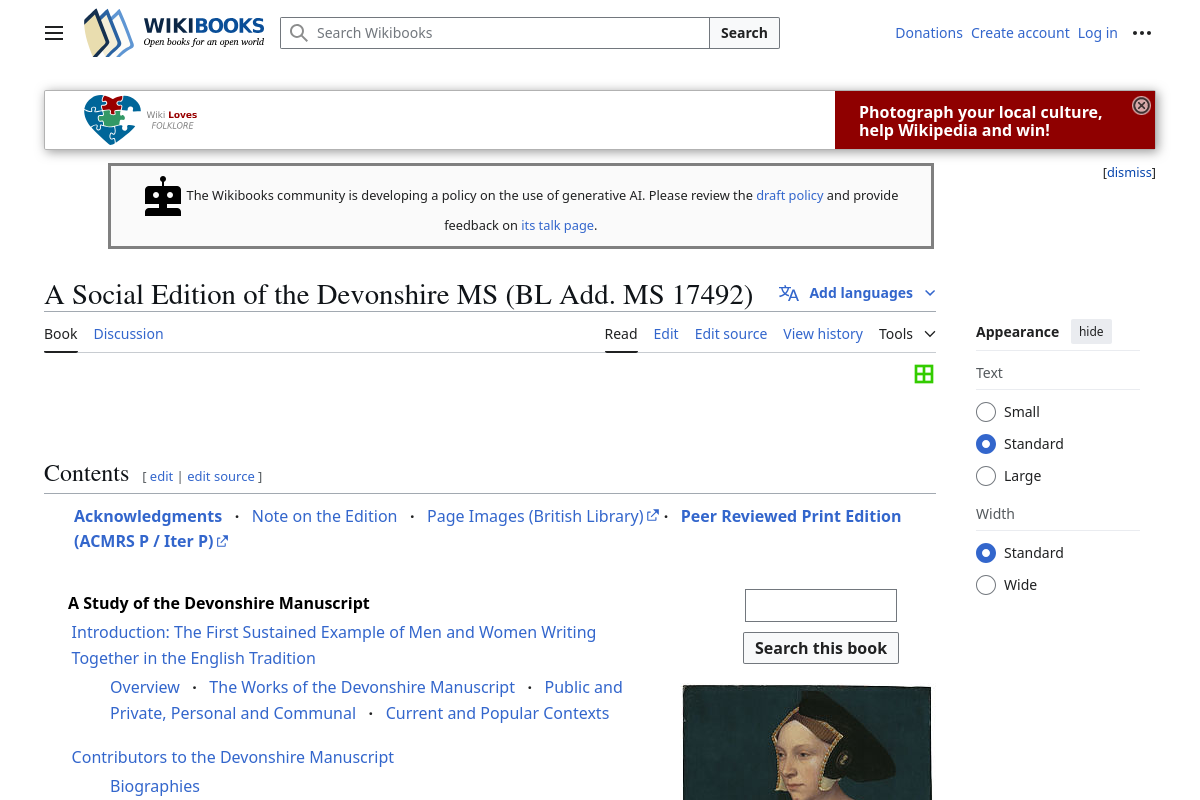 WIKIBOOKS
Open books for an open world
Search Wikibooks
Search
Donations Create account Log in
Wiki Loves
FOLKLORE
Photograph your local culture,
help Wikipedia and win!
The Wikibooks community is developing a policy on the use of generative AI. Please review the draft policy and provide
feedback on its talk page.
[dismiss]
A Social Edition of the Devonshire MS (BL Add. MS 17492)
Add languages
Book Discussion
Read Edit Edit source View history Tools
Appearance hide
Text
Small
Standard
Large
Width
Standard
Wide
Contents [ edit | edit source ]
Acknowledgments · Note on the Edition · Page Images (British Library) · Peer Reviewed Print Edition
(ACMRS P / Iter P)
A Study of the Devonshire Manuscript
Introduction: The First Sustained Example of Men and Women Writing
Together in the English Tradition
Overview · The Works of the Devonshire Manuscript · Public and
Private, Personal and Communal · Current and Popular Contexts
Contributors to the Devonshire Manuscript
Biographies
Search this book